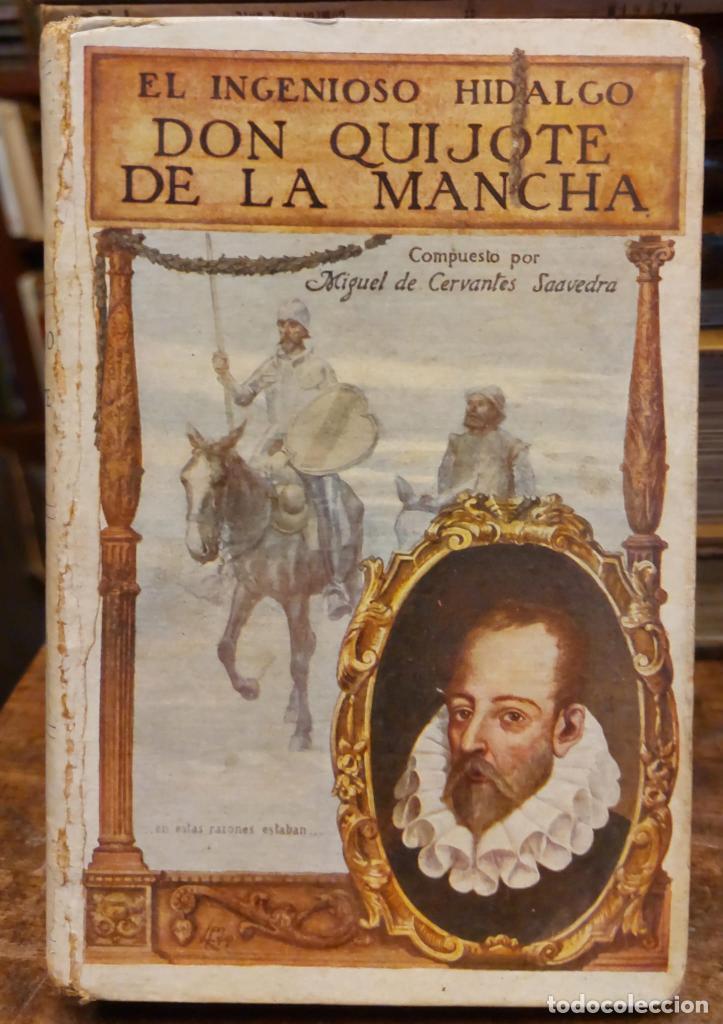 EL INGENIOSO HIDALGO
DON QUIJOTE
DE LA MANCHA
Compuesto por
Miguel de Cervantes Saavedra
...en estas razones estaban...
todocoleccion